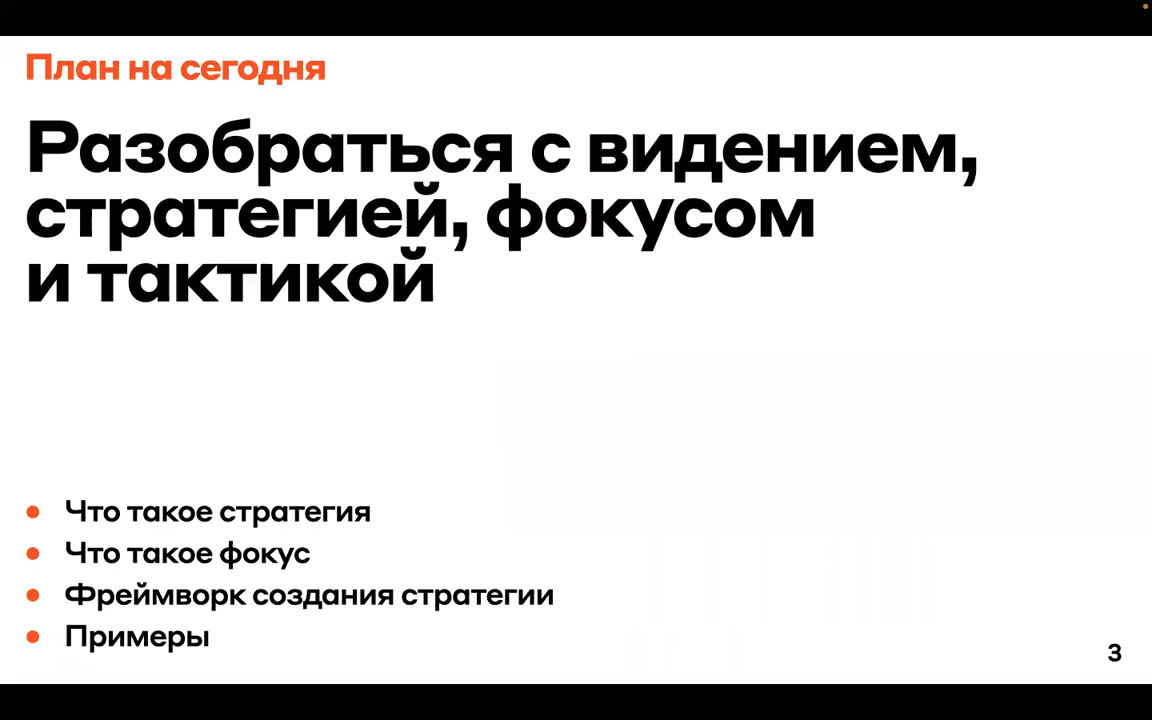 План на сегодня
Разобраться с видением,
стратегией, фокусом
и тактикой
• Что такое стратегия
• Что такое фокус
• Фреймворк создания стратегии
• Примеры
3